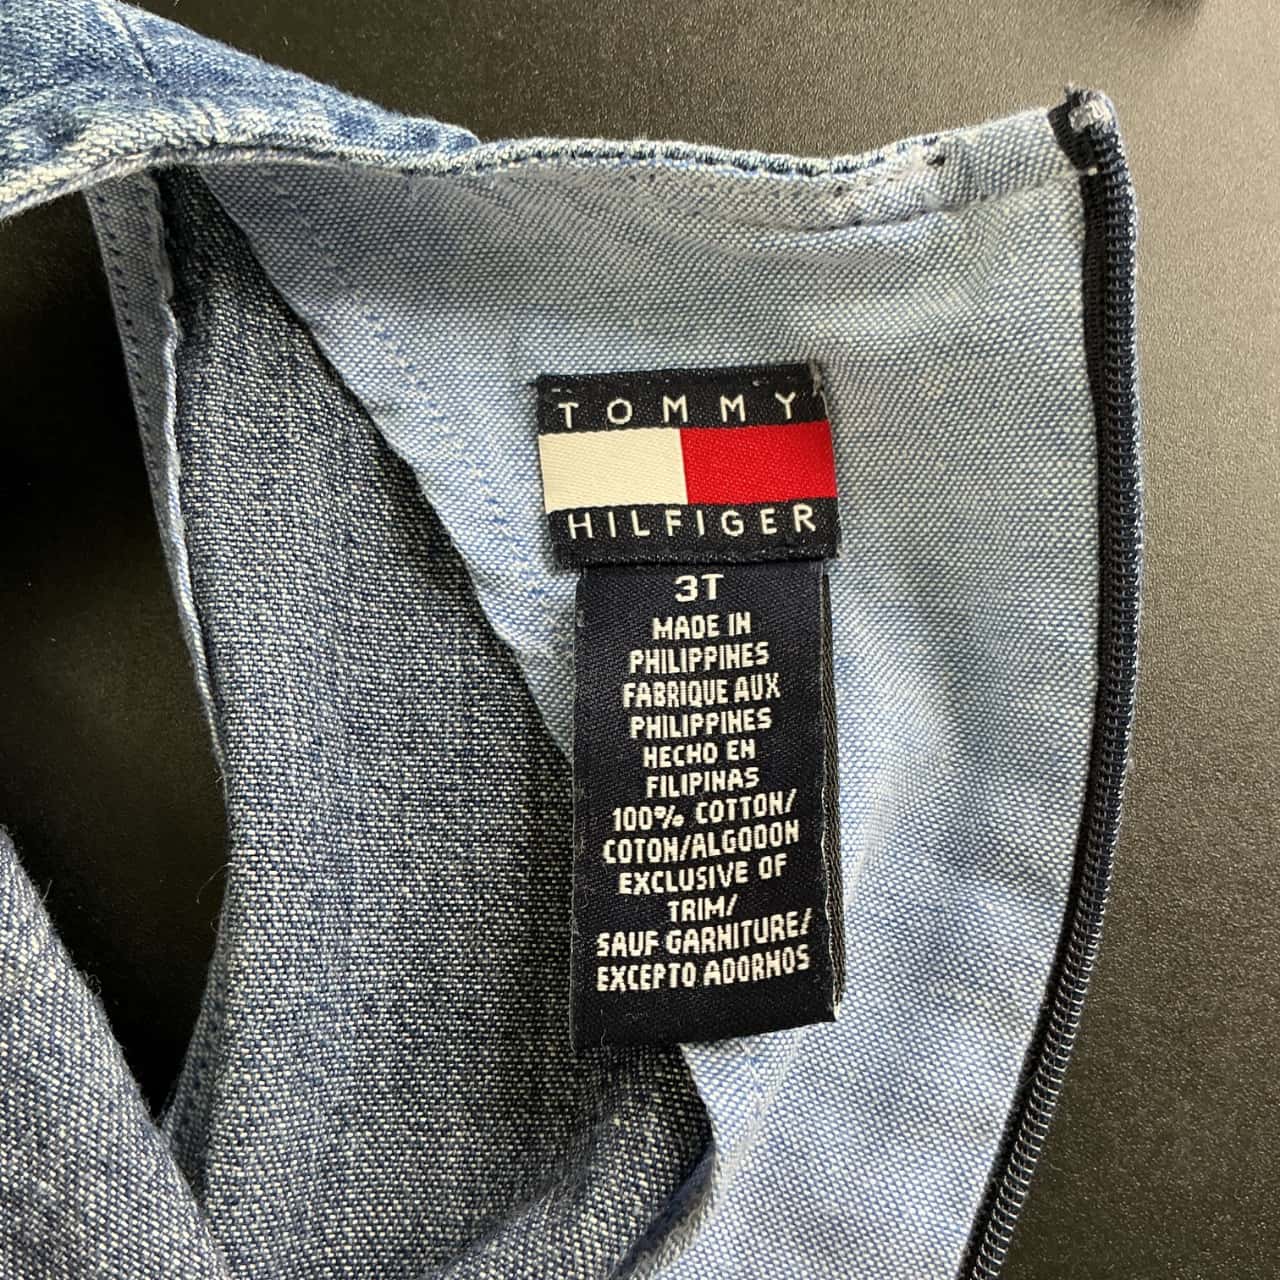 TOMMY
HILFIGER
3T
MADE IN
PHILIPPINES
FABRIQUE AUX
PHILIPPINES
HECHO EN
FILIPINAS
100% COTTON/
COTON/ALGODON
EXCLUSIVE OF
TRIM/
SAUF GARNITURE/
EXCEPTO ADORNOS